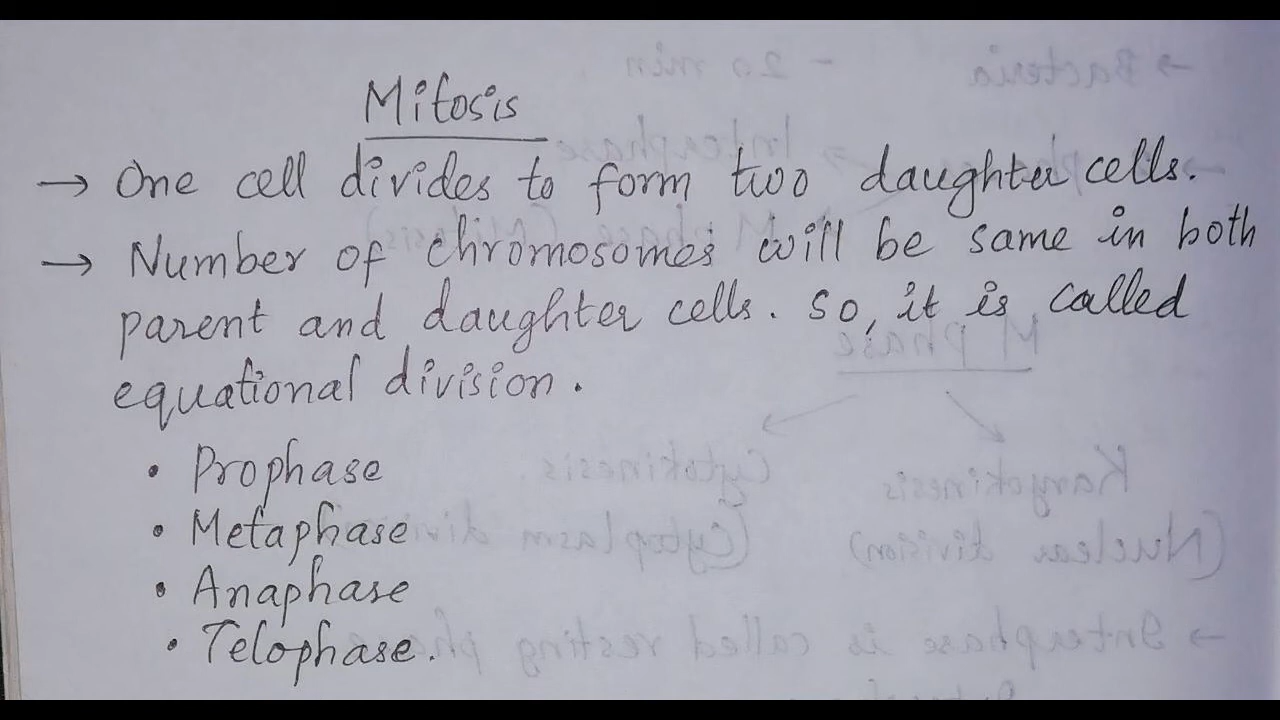 Mitosis
→ One cell divides to form two daughter cells.
→ Number of chromosomes will be same in both
parent and daughter cells. So, it is called
equational division.
• Prophase
• Metaphase
• Anaphase
• Telophase.